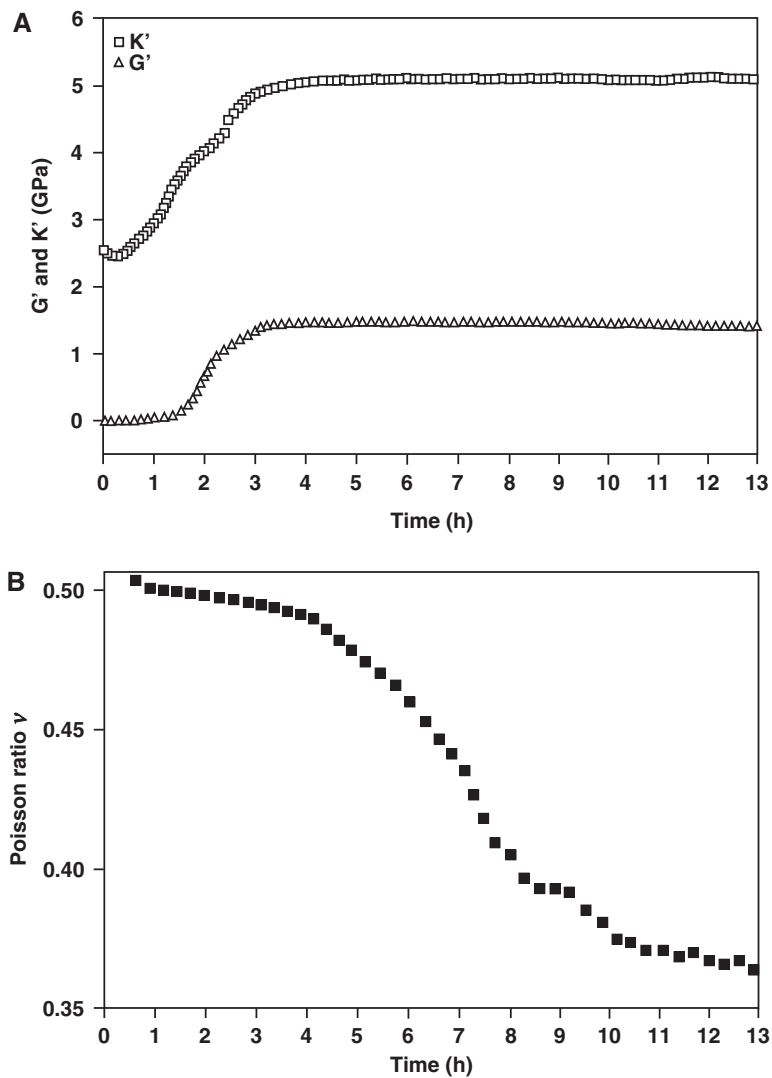 A
6
□ K’
△ G’
5
4
3
2
1
0
G’ and K’ (GPa)
0 1 2 3 4 5 6 7 8 9 10 11 12 13
Time (h)
B
0.50
0.45
0.40
0.35
Poisson ratio ν
0 1 2 3 4 5 6 7 8 9 10 11 12 13
Time (h)